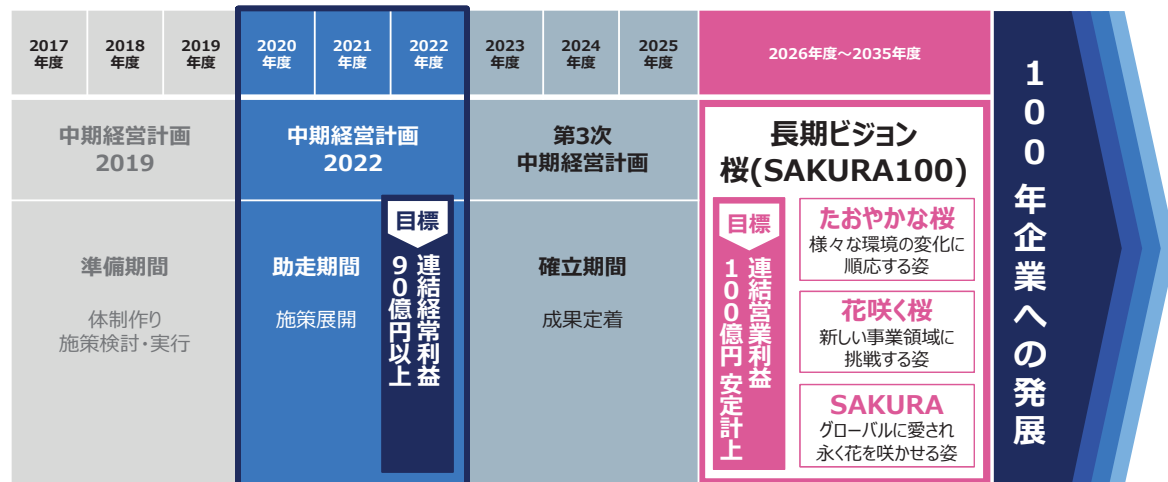 2017
年度
2018
年度
2019
年度
2020
年度
2021
年度
2022
年度
2023
年度
2024
年度
2025
年度
2026年度～2035年度
中期経営計画
2019
中期経営計画
2022
第3次
中期経営計画
長期ビジョン
桜(SAKURA100)
準備期間
体制作り
施策検討・実行
助走期間
施策展開
目標
連結経常利益
90億円以上
確立期間
成果定着
目標
連結営業利益
100億円 安定計上
たおやかな桜
様々な環境の変化に
順応する姿
花咲く桜
新しい事業領域に
挑戦する姿
SAKURA
グローバルに愛され
永く花を咲かせる姿
100年企業への発展